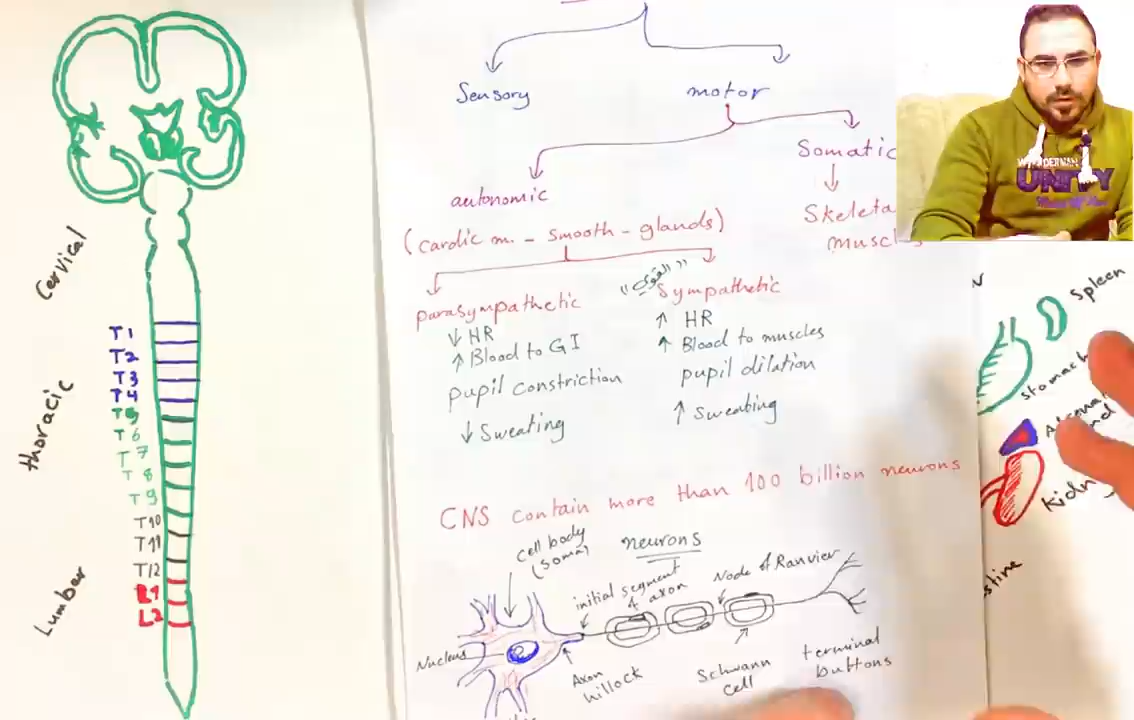 Sensory
motor
Somatic
autonomic
Skeleta
muscles
(cardic m. - smooth - glands)
parasympathetic
"القوي"
Sympathetic
↓ HR
↑ HR
↑ Blood to GI
↑ Blood to muscles
pupil constriction
pupil dilation
↓ Sweating
↑ Sweating
CNS contain more than 100 billion neurons
neurons
cell body
(soma)
initial segment
of axon
Node of Ranvier
Nucleus
Axon
hillock
Schwann
cell
terminal
buttons
Cervical
thoracic
Lumbar
T1
T2
T3
T4
T5
T6
T7
T8
T9
T10
T11
T12
L1
L2
Spleen
stomach
Kidn
stine
UNITY